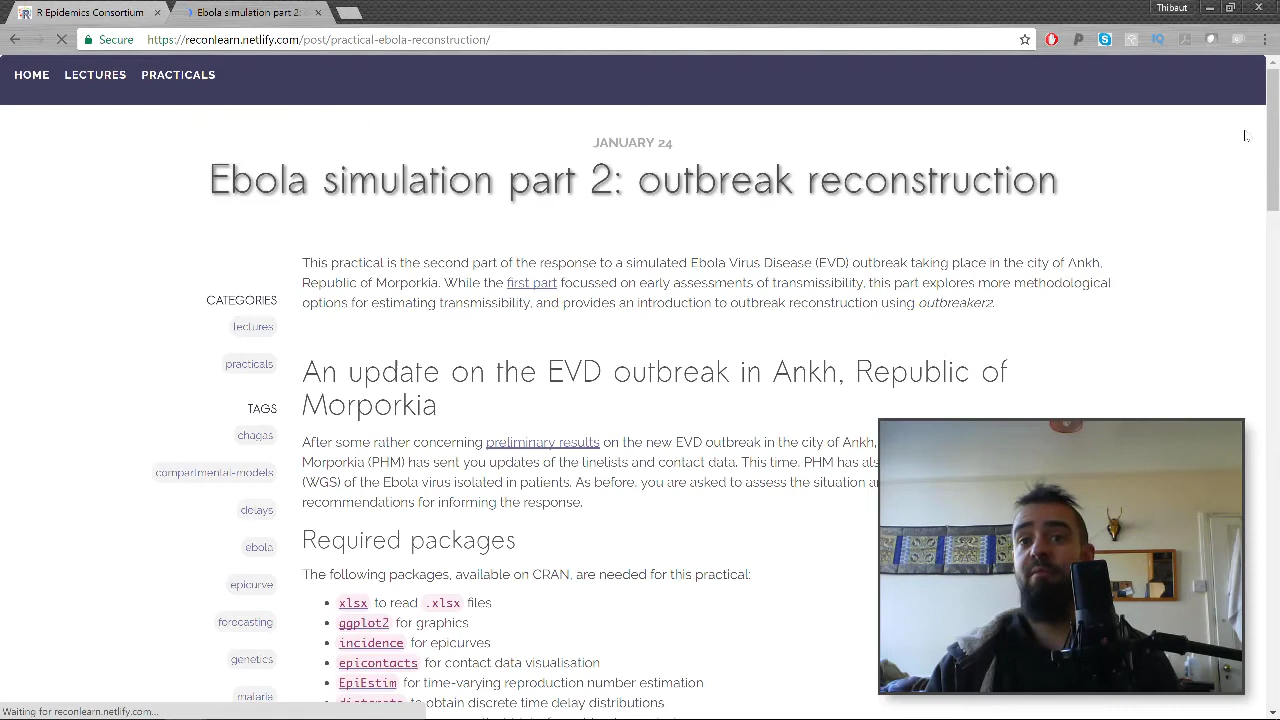 R Epidemics Consortium
Ebola simulation part 2:
Thibaut
Secure
https://reconlearn.netlify.com/post/practical-ebola-reconstruction/
HOME LECTURES PRACTICALS
JANUARY 24
Ebola simulation part 2: outbreak reconstruction
This practical is the second part of the response to a simulated Ebola Virus Disease (EVD) outbreak taking place in the city of Ankh,
Republic of Morporkia. While the first part focussed on early assessments of transmissibility, this part explores more methodological
options for estimating transmissibility, and provides an introduction to outbreak reconstruction using outbreaker2.
CATEGORIES
lectures
practicals
TAGS
chagas
compartmental-models
delays
ebola
epicurve
forecasting
genetics
malaria
An update on the EVD outbreak in Ankh, Republic of
Morporkia
After some rather concerning preliminary results on the new EVD outbreak in the city of Ankh,
Morporkia (PHM) has sent you updates of the linelists and contact data. This time, PHM has
(WGS) of the Ebola virus isolated in patients. As before, you are asked to assess the situation
recommendations for informing the response.
Required packages
The following packages, available on CRAN, are needed for this practical:
xlsx to read .xlsx files
ggplot2 for graphics
incidence for epicurves
epicontacts for contact data visualisation
EpiEstim for time-varying reproduction number estimation
to obtain discrete time delay distributions
Waiting for reconlearn.netlify.com...